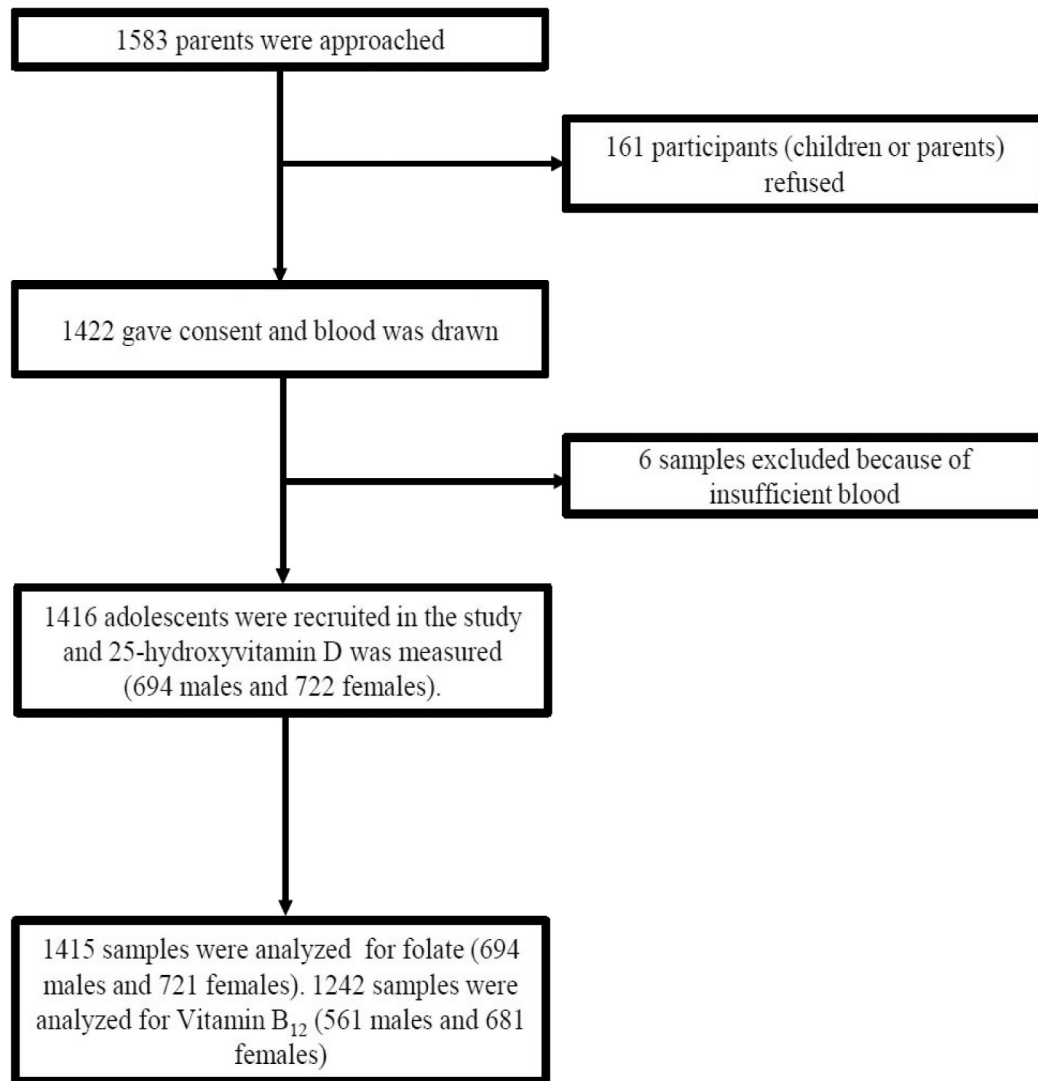 1583 parents were approached
161 participants (children or parents)
refused
1422 gave consent and blood was drawn
6 samples excluded because of
insufficient blood
1416 adolescents were recruited in the study
and 25-hydroxyvitamin D was measured
(694 males and 722 females).
1415 samples were analyzed for folate (694
males and 721 females). 1242 samples were
analyzed for Vitamin B₁₂ (561 males and 681
females)